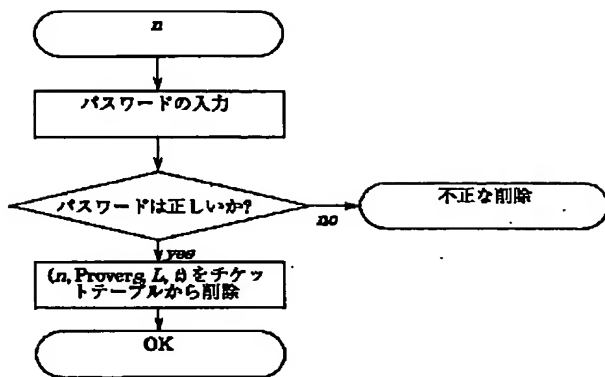 n
パスワードの入力
パスワードは正しいか?
no
不正な削除
yes
(n, Provers, L, t) をチケッ
トテーブルから削除
OK